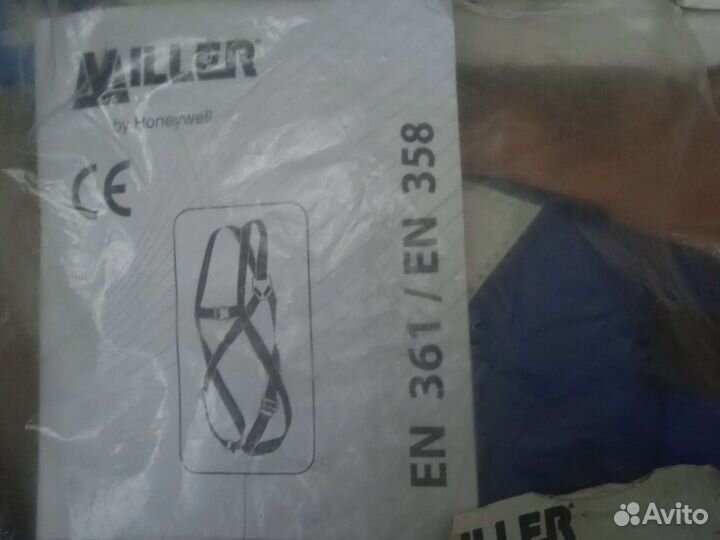 MILLER®
by Honeywell
CE
EN 361 / EN 358
MILLER®
Avito